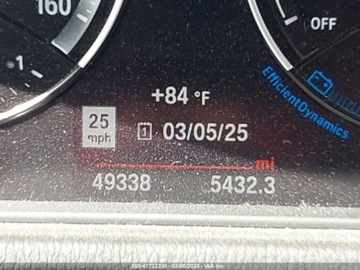 160
OFF
1
+84 °F
EfficientDynamics
25
mph
1
03/05/25
mi
49338
5432.3